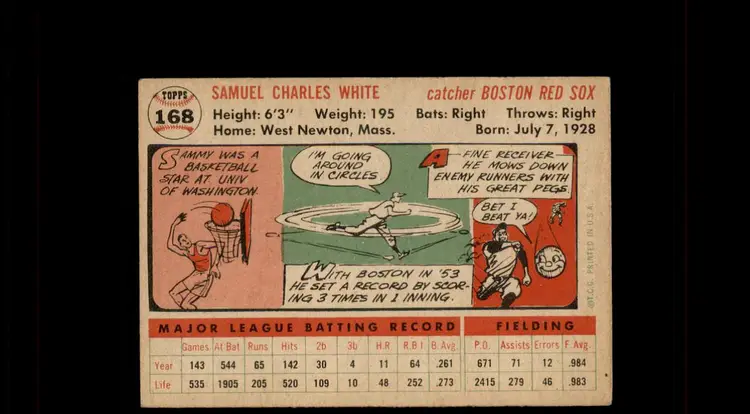 TOPPS
168
SAMUEL CHARLES WHITE catcher BOSTON RED SOX
Height: 6'3" Weight: 195 Bats: Right Throws: Right
Home: West Newton, Mass. Born: July 7, 1928
SAMMY WAS A
BASKETBALL
STAR AT UNIV
OF WASHINGTON.
I'M GOING
AROUND
IN CIRCLES
WITH BOSTON IN '53
HE SET A RECORD BY SCOR-
ING 3 TIMES IN 1 INNING.
A FINE RECEIVER—
HE MOWS DOWN
ENEMY RUNNERS WITH
HIS GREAT PEGS.
BET I
BEAT YA!
©T.C.G. PRINTED IN U.S.A.
MAJOR LEAGUE BATTING RECORD FIELDING
Games At Bat Runs Hits 2b 3b H.R R.B.I B. Avg. P.O. Assists Errors F. Avg.
Year 143 544 65 142 30 4 11 64 .261 671 71 12 .984
Life 535 1905 205 520 109 10 48 252 .273 2415 279 46 .983